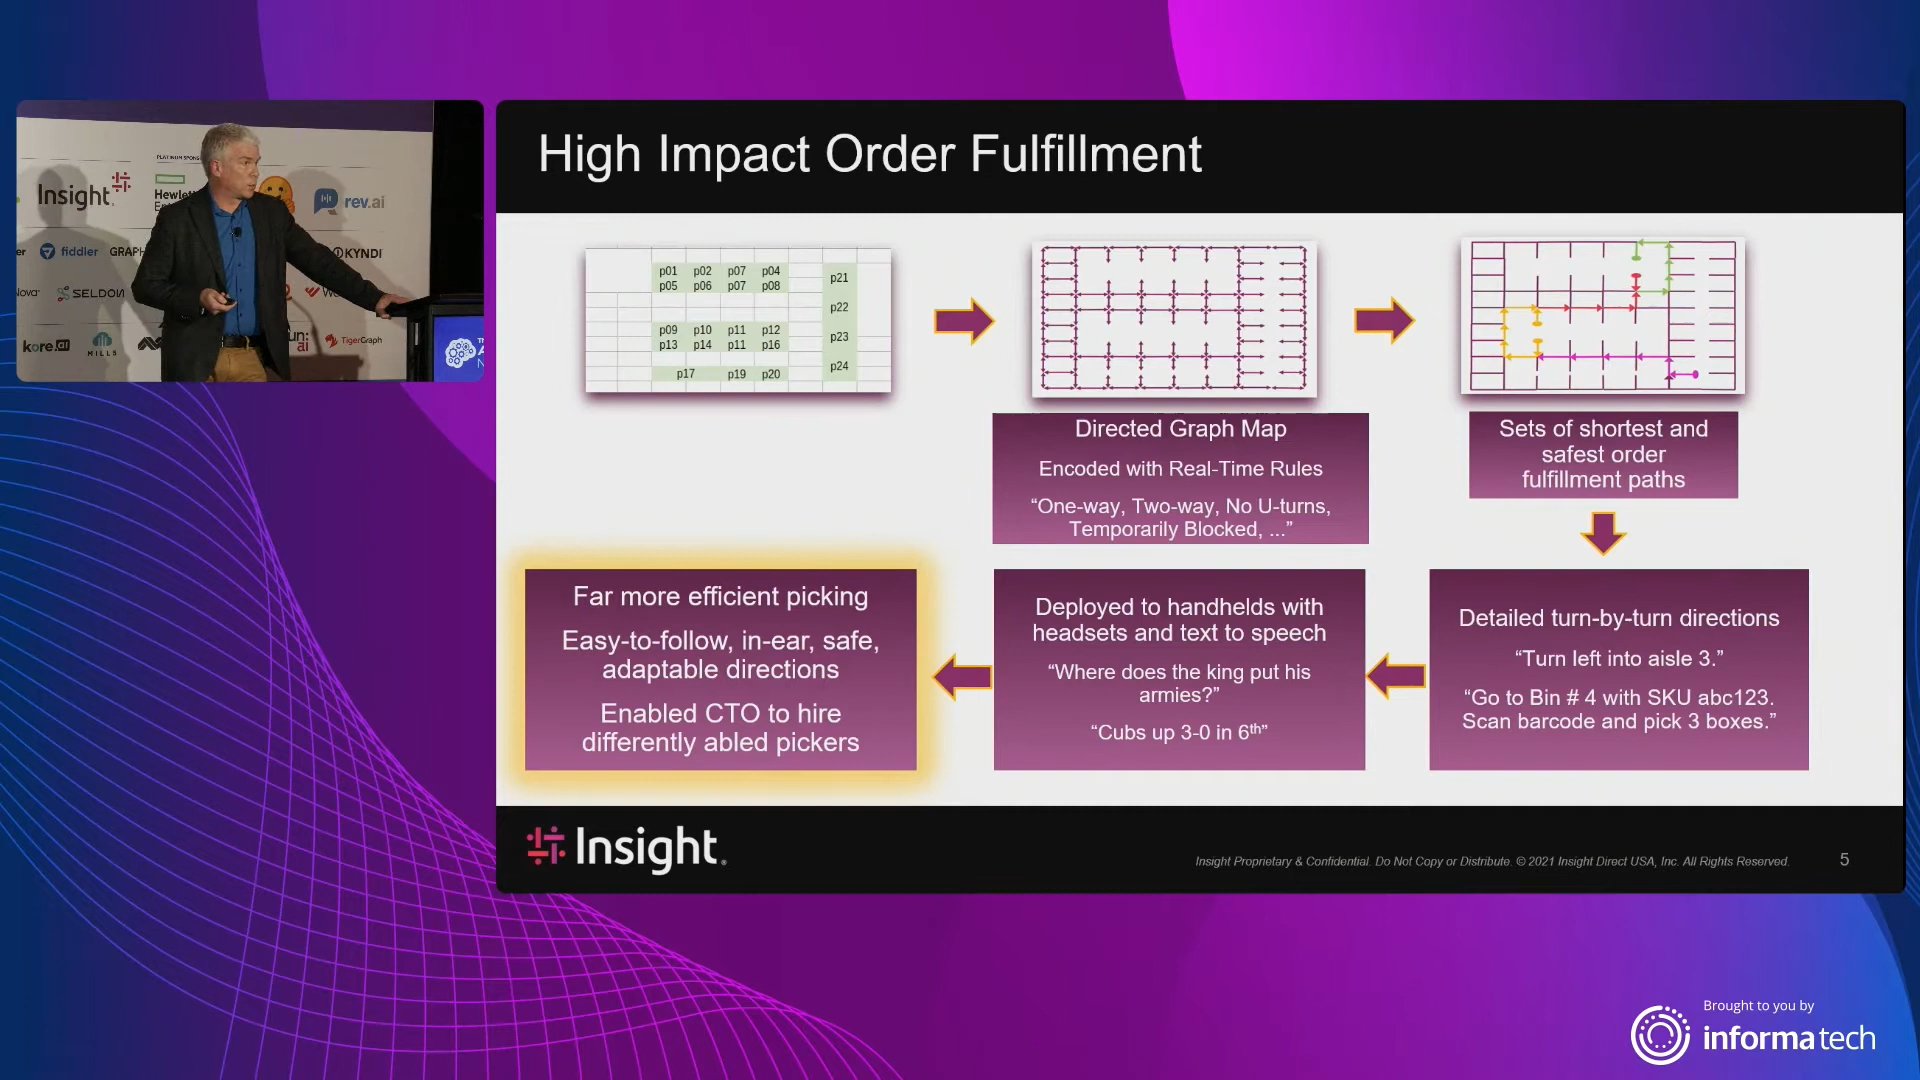 High Impact Order Fulfillment
PLATINUM SPONS
Insight
Hewlett
rev.ai
fiddler
GRAPH
KYNDI
SELDON
kore.ai
MILLS
TigerGraph
p01 p02 p07 p04
p05 p06 p07 p08
p09 p10 p11 p12
p13 p14 p11 p16
p17 p19 p20
p21
p22
p23
p24
Directed Graph Map
Encoded with Real-Time Rules
“One-way, Two-way, No U-turns,
Temporarily Blocked, ...”
Sets of shortest and
safest order
fulfillment paths
Detailed turn-by-turn directions
“Turn left into aisle 3.”
“Go to Bin # 4 with SKU abc123.
Scan barcode and pick 3 boxes.”
Deployed to handhelds with
headsets and text to speech
“Where does the king put his
armies?”
“Cubs up 3-0 in 6th”
Far more efficient picking
Easy-to-follow, in-ear, safe,
adaptable directions
Enabled CTO to hire
differently abled pickers
Insight.
Insight Proprietary & Confidential. Do Not Copy or Distribute. © 2021 Insight Direct USA, Inc. All Rights Reserved.
5
Brought to you by
informa tech